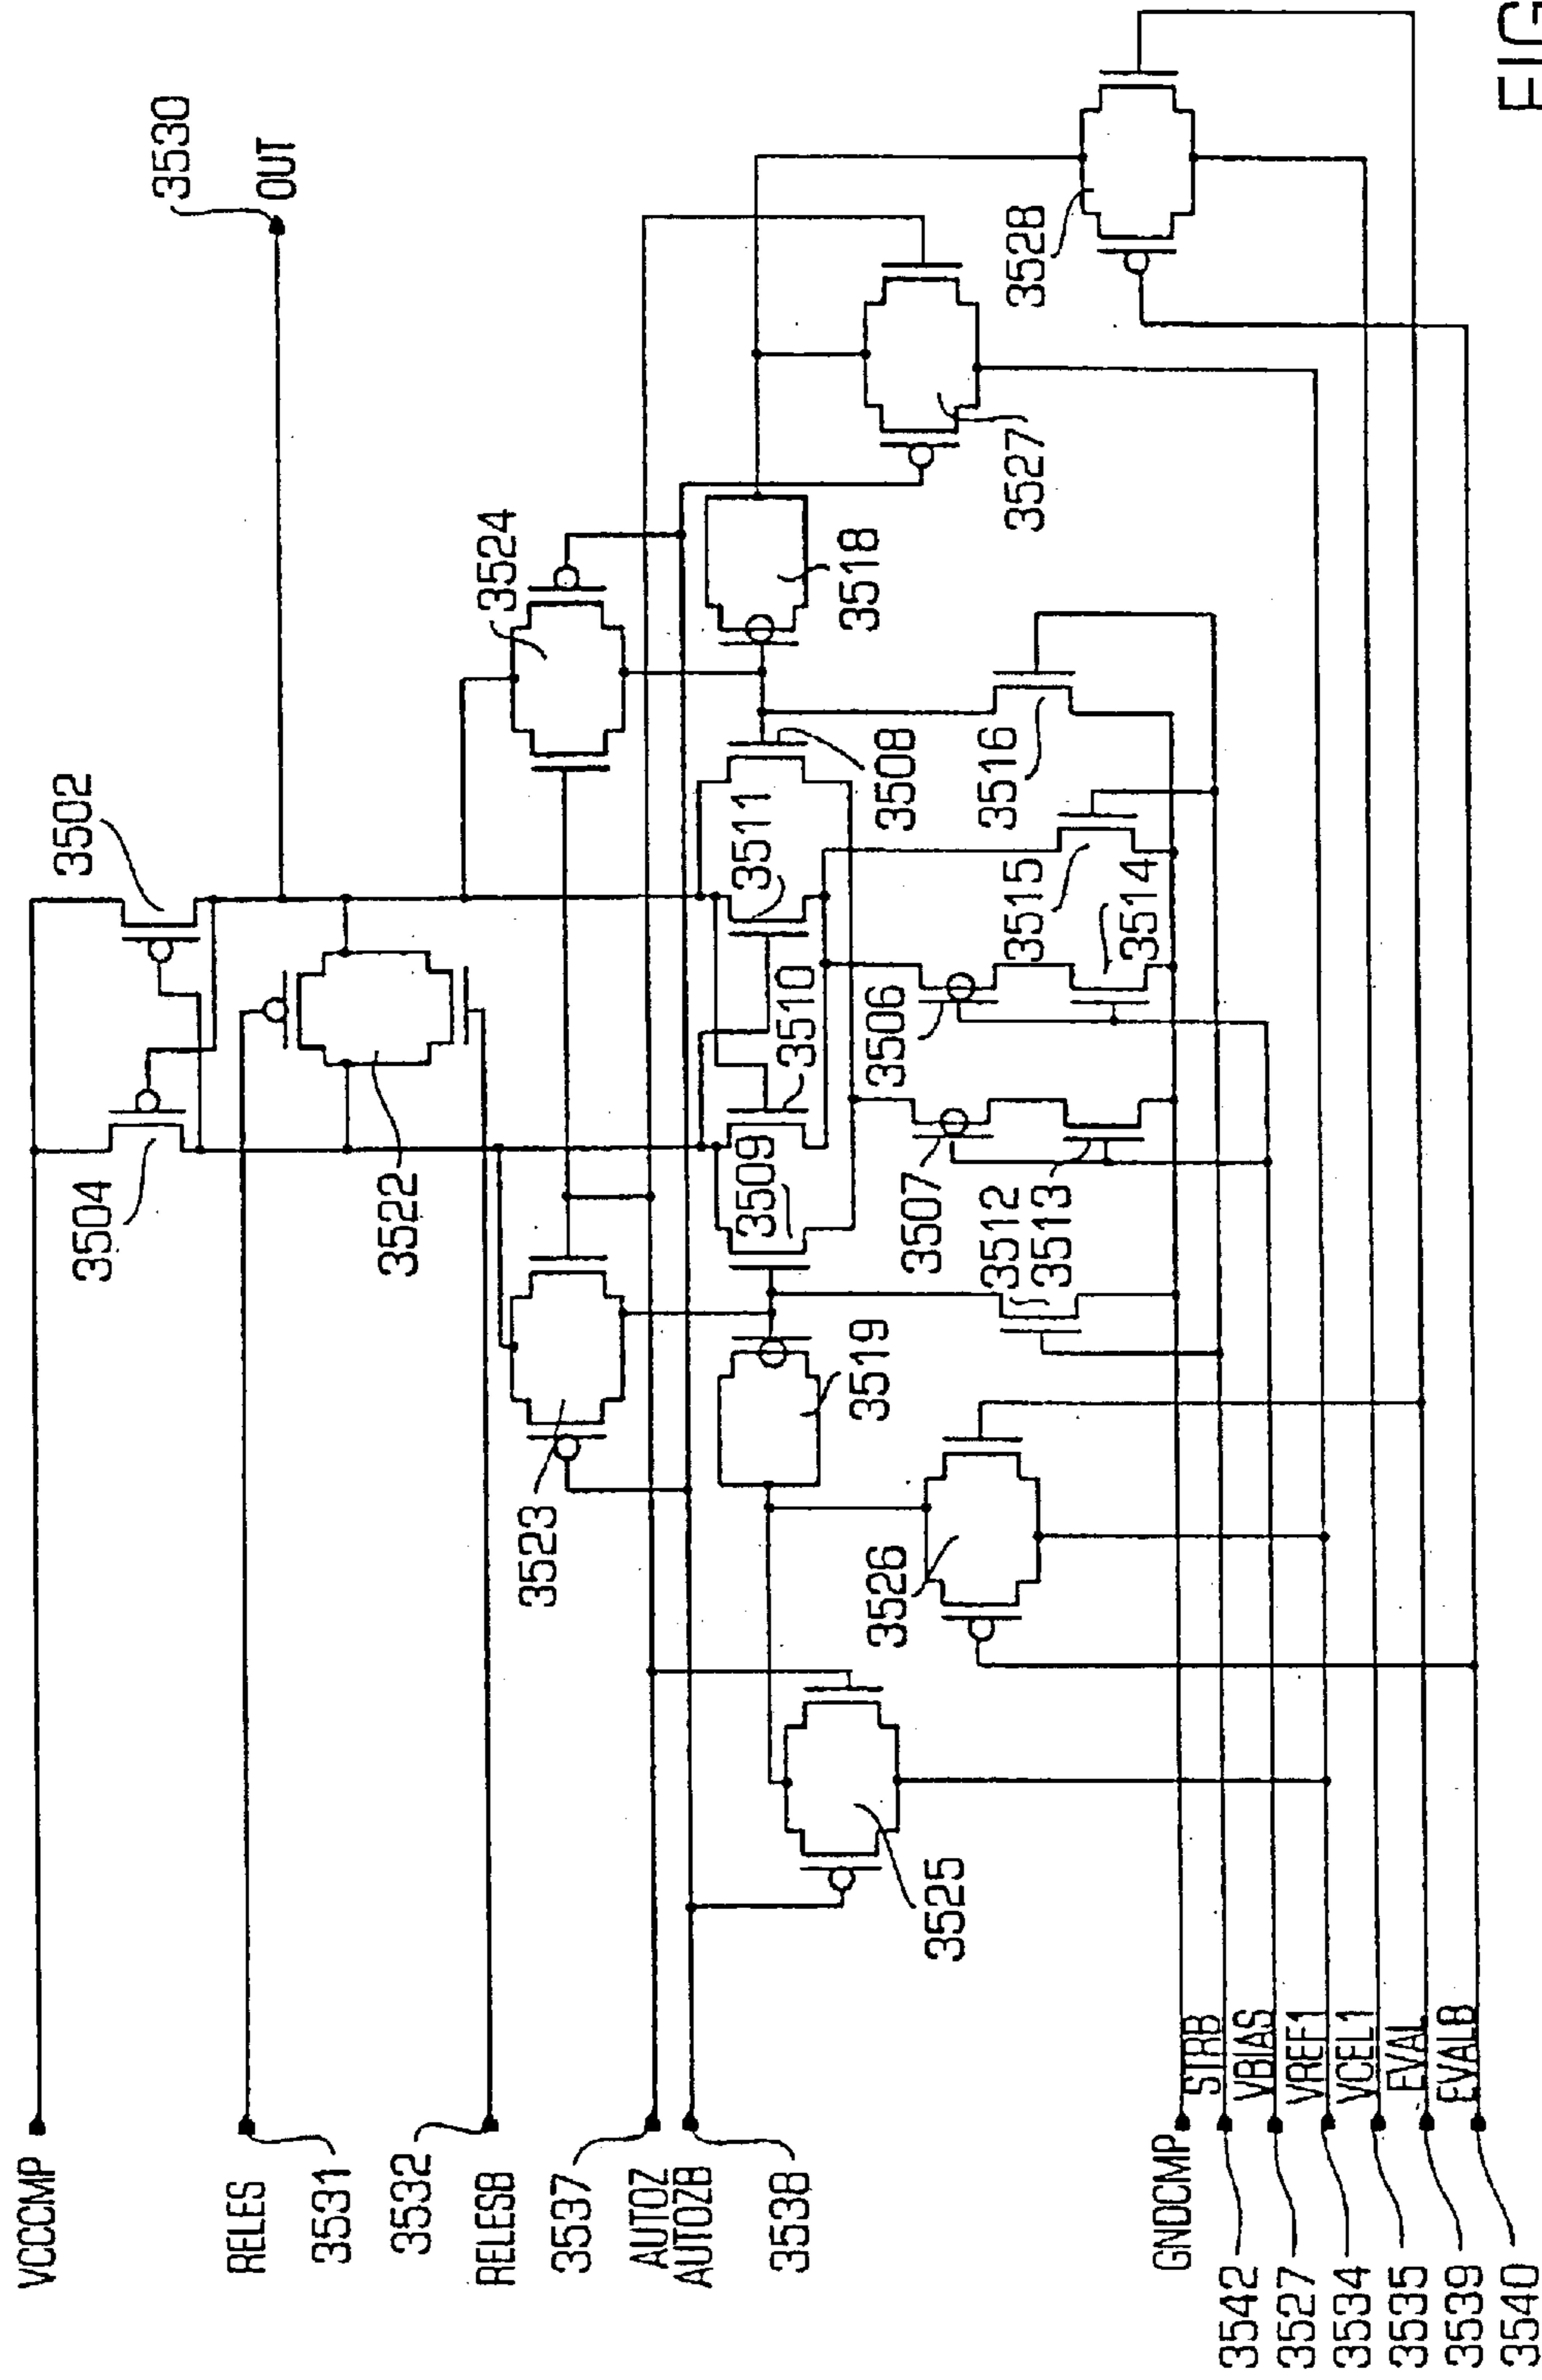 FIG
3530
OUT
3502
3504
3522
3524
3523
3528
3527
3518
3508
3511
3510
3509
3516
3515
3514
3506
3507
3512
3513
3519
3526
3525
VCCCMP
RELES
3531
3532
RELESB
3537
AUTOZ
AUTOZB
3538
GNDCMP
STRB
VBIAS
VREF1
VCEL1
EVAL
EVALB
3542
3527
3534
3535
3539
3540